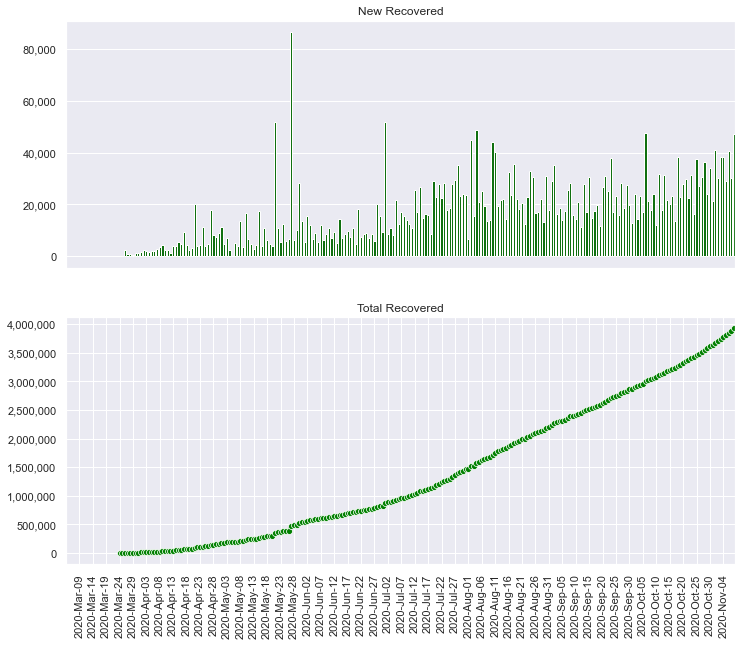 New Recovered
80,000
60,000
40,000
20,000
0
Total Recovered
4,000,000
3,500,000
3,000,000
2,500,000
2,000,000
1,500,000
1,000,000
500,000
0
2020-Mar-09
2020-Mar-14
2020-Mar-19
2020-Mar-24
2020-Mar-29
2020-Apr-03
2020-Apr-08
2020-Apr-13
2020-Apr-18
2020-Apr-23
2020-Apr-28
2020-May-03
2020-May-08
2020-May-13
2020-May-18
2020-May-23
2020-May-28
2020-Jun-02
2020-Jun-07
2020-Jun-12
2020-Jun-17
2020-Jun-22
2020-Jun-27
2020-Jul-02
2020-Jul-07
2020-Jul-12
2020-Jul-17
2020-Jul-22
2020-Jul-27
2020-Aug-01
2020-Aug-06
2020-Aug-11
2020-Aug-16
2020-Aug-21
2020-Aug-26
2020-Aug-31
2020-Sep-05
2020-Sep-10
2020-Sep-15
2020-Sep-20
2020-Sep-25
2020-Sep-30
2020-Oct-05
2020-Oct-10
2020-Oct-15
2020-Oct-20
2020-Oct-25
2020-Oct-30
2020-Nov-04